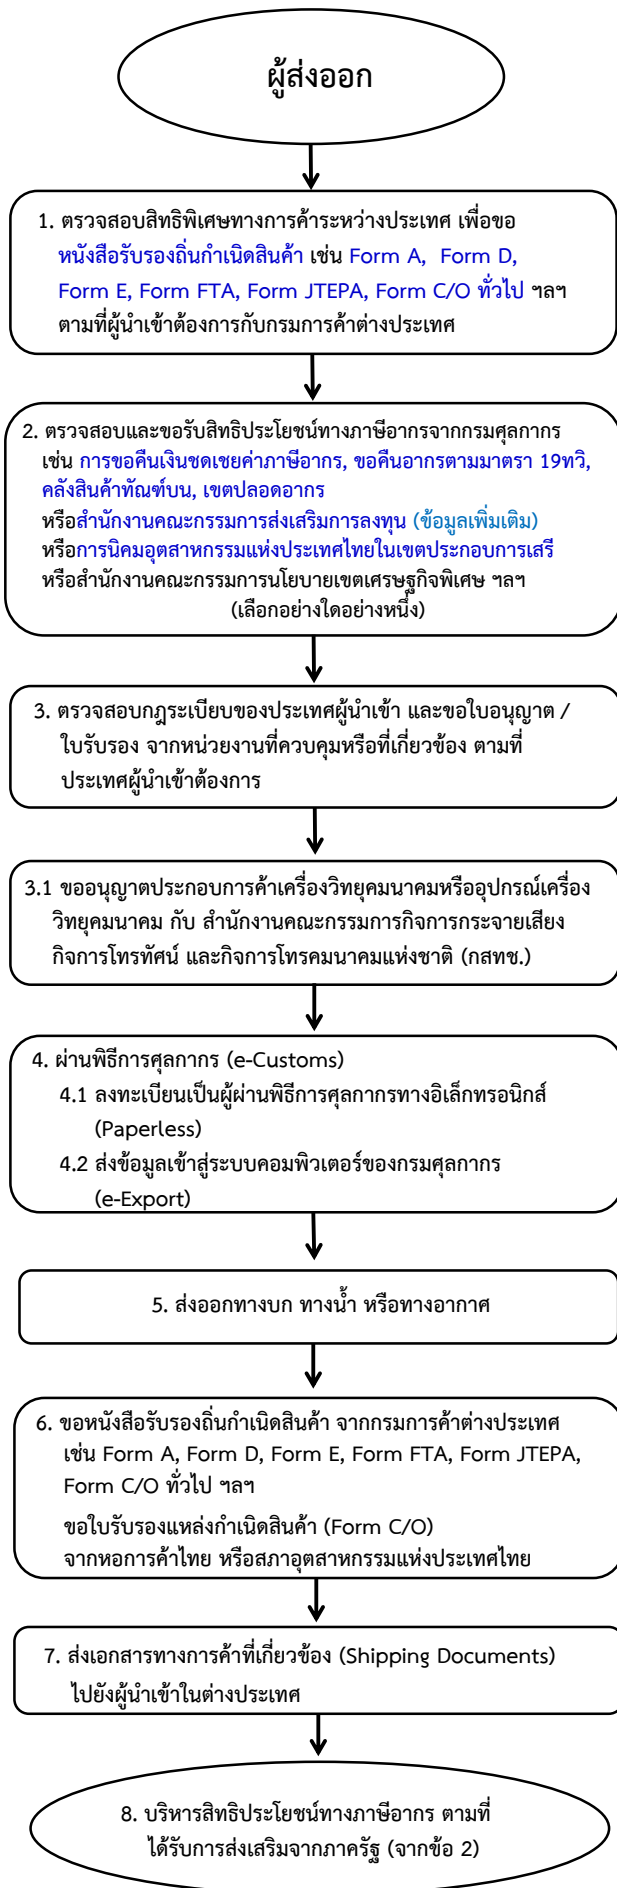 ผู้ส่งออก
1. ตรวจสอบสิทธิพิเศษทางการค้าระหว่างประเทศ เพื่อขอ
หนังสือรับรองถิ่นกำเนิดสินค้า เช่น Form A, Form D,
Form E, Form FTA, Form JTEPA, Form C/O ทั่วไป ฯลฯ
ตามที่ผู้นำเข้าต้องการกับกรมการค้าต่างประเทศ
2. ตรวจสอบและขอรับสิทธิประโยชน์ทางภาษีอากรจากกรมศุลกากร
เช่น การขอคืนเงินชดเชยค่าภาษีอากร, ขอคืนอากรตามมาตรา 19ทวิ,
คลังสินค้าทัณฑ์บน, เขตปลอดอากร
หรือสำนักงานคณะกรรมการส่งเสริมการลงทุน (ข้อมูลเพิ่มเติม)
หรือการนิคมอุตสาหกรรมแห่งประเทศไทยในเขตประกอบการเสรี
หรือสำนักงานคณะกรรมการนโยบายเขตเศรษฐกิจพิเศษ ฯลฯ
(เลือกอย่างใดอย่างหนึ่ง)
3. ตรวจสอบกฎระเบียบของประเทศผู้นำเข้า และขอใบอนุญาต /
ใบรับรอง จากหน่วยงานที่ควบคุมหรือที่เกี่ยวข้อง ตามที่
ประเทศผู้นำเข้าต้องการ
3.1 ขออนุญาตประกอบการค้าเครื่องวิทยุคมนาคมหรืออุปกรณ์เครื่อง
วิทยุคมนาคม กับ สำนักงานคณะกรรมการกิจการกระจายเสียง
กิจการโทรทัศน์ และกิจการโทรคมนาคมแห่งชาติ (กสทช.)
4. ผ่านพิธีการศุลกากร (e-Customs)
4.1 ลงทะเบียนเป็นผู้ผ่านพิธีการศุลกากรทางอิเล็กทรอนิกส์
(Paperless)
4.2 ส่งข้อมูลเข้าสู่ระบบคอมพิวเตอร์ของกรมศุลกากร
(e-Export)
5. ส่งออกทางบก ทางน้ำ หรือทางอากาศ
6. ขอหนังสือรับรองถิ่นกำเนิดสินค้า จากกรมการค้าต่างประเทศ
เช่น Form A, Form D, Form E, Form FTA, Form JTEPA,
Form C/O ทั่วไป ฯลฯ
ขอใบรับรองแหล่งกำเนิดสินค้า (Form C/O)
จากหอการค้าไทย หรือสภาอุตสาหกรรมแห่งประเทศไทย
7. ส่งเอกสารทางการค้าที่เกี่ยวข้อง (Shipping Documents)
ไปยังผู้นำเข้าในต่างประเทศ
8. บริหารสิทธิประโยชน์ทางภาษีอากร ตามที่
ได้รับการส่งเสริมจากภาครัฐ (จากข้อ 2)